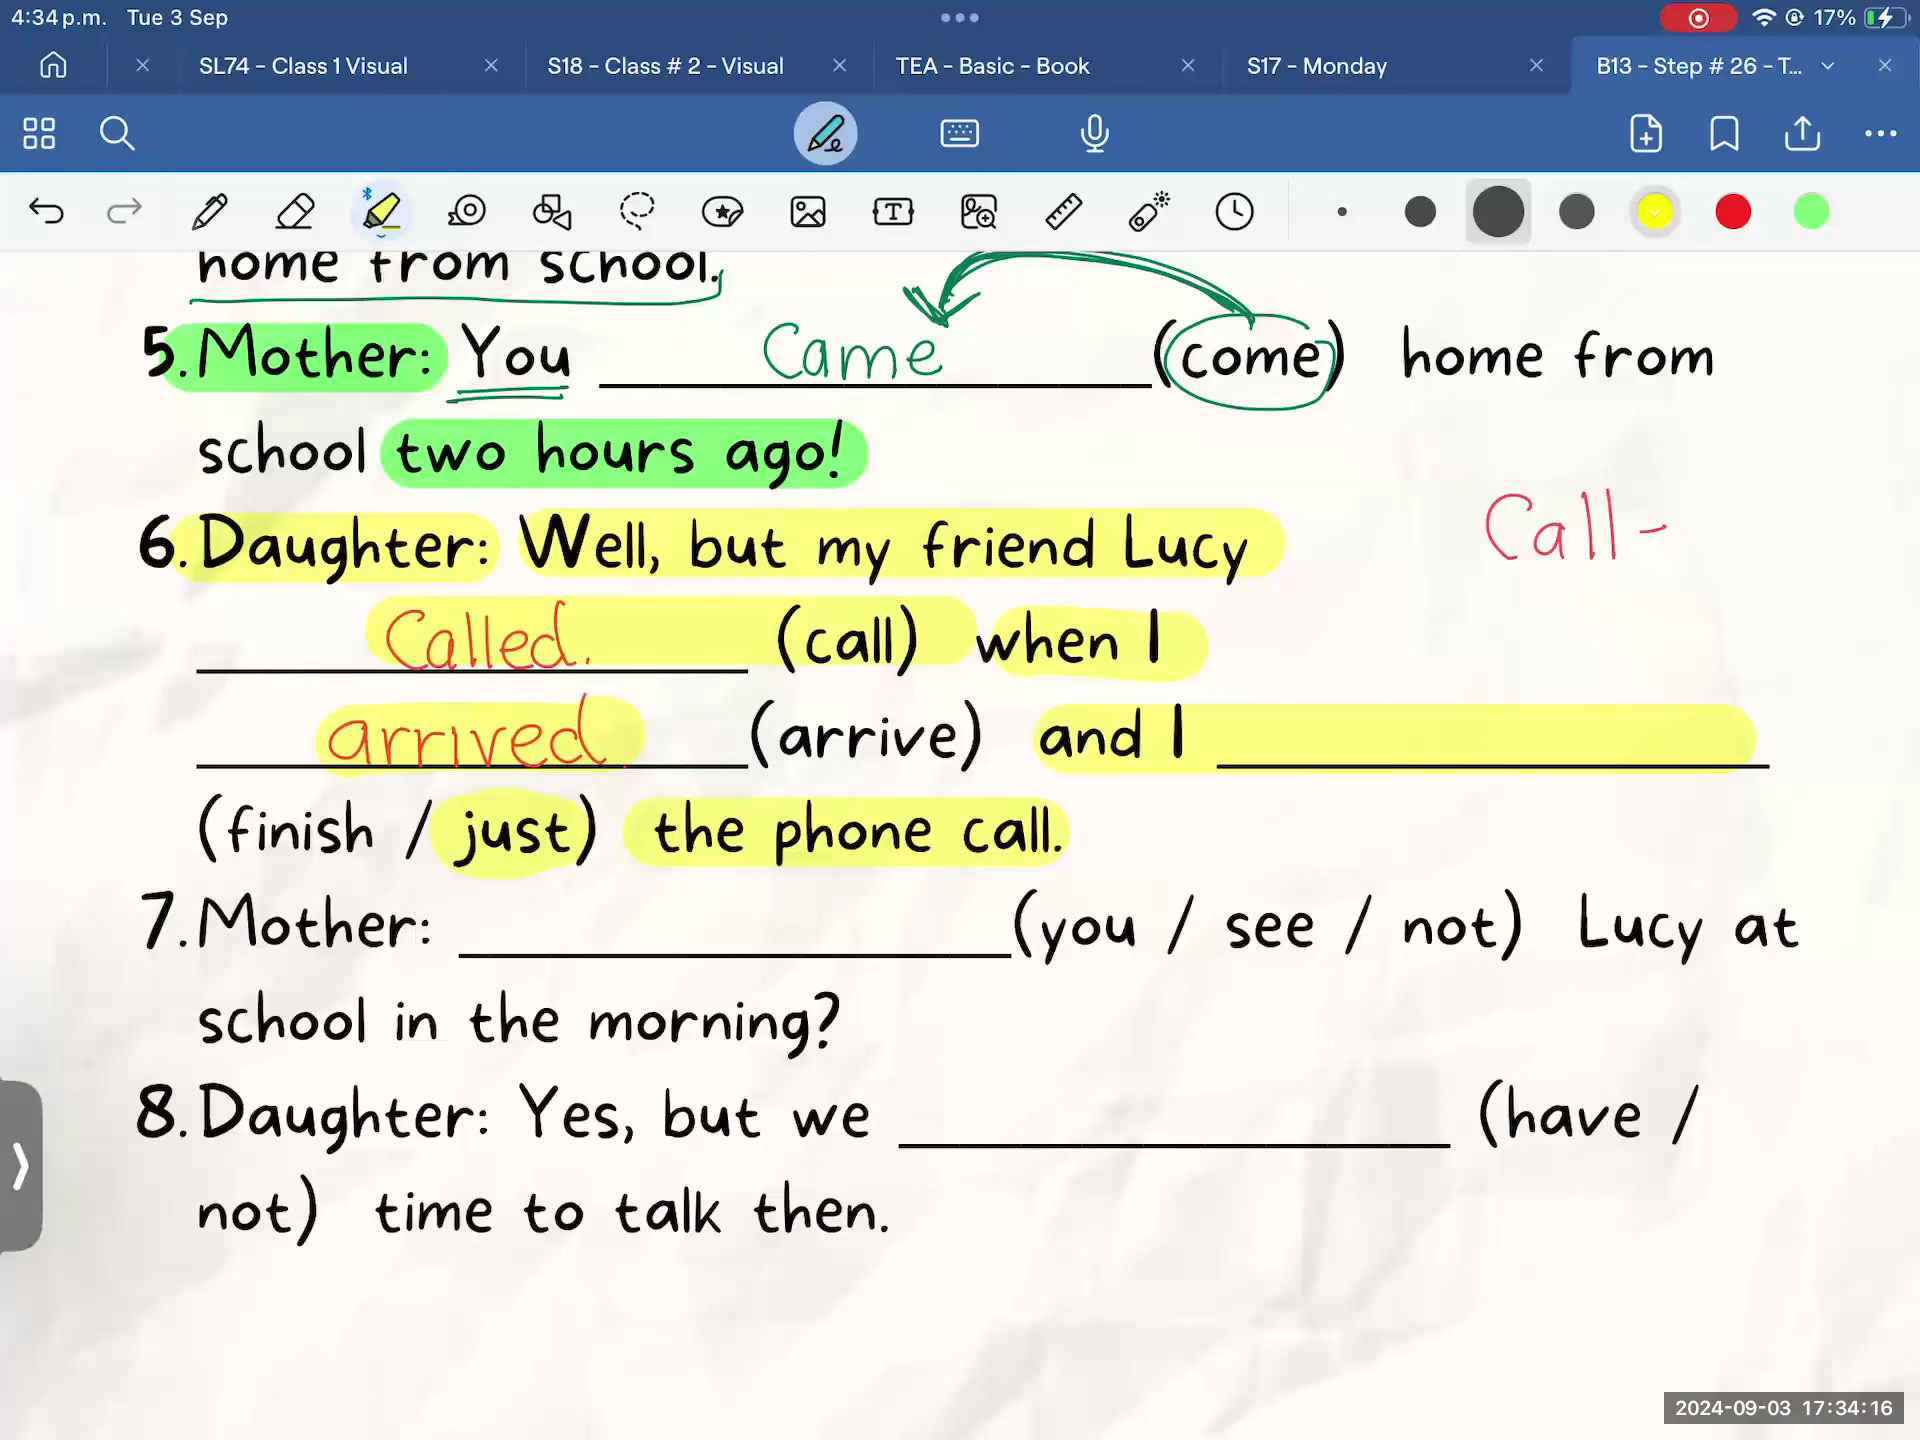 4:34 p.m. Tue 3 Sep
17%
SL74 - Class 1 Visual
S18 - Class # 2 - Visual
TEA - Basic - Book
S17 - Monday
B13 - Step # 26 - T...
home from school.
5. Mother: You Came (come) home from
school two hours ago!
6. Daughter: Well, but my friend Lucy
Call-
Called. (call) when I
arrived. (arrive) and I
(finish / just) the phone call.
7. Mother: (you / see / not) Lucy at
school in the morning?
8. Daughter: Yes, but we (have /
not) time to talk then.
2024-09-03 17:34:16